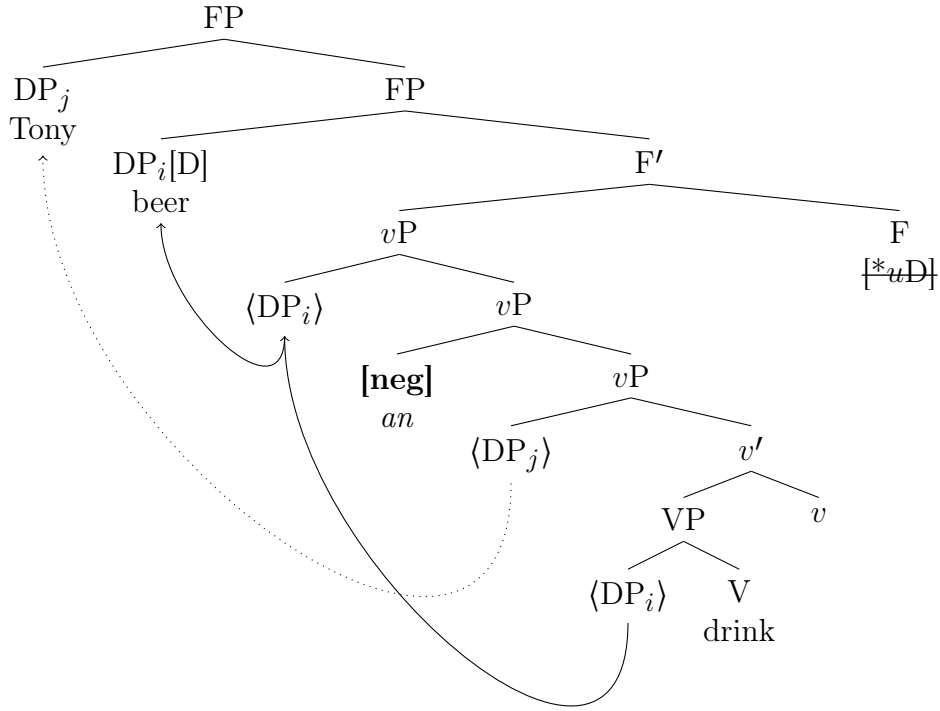 FP
DPj FP
Tony
DPi[D] F′
beer
vP F
[*uD]
⟨DPi⟩ vP
[neg] vP
an
⟨DPj⟩ v′
VP v
⟨DPi⟩ V
drink